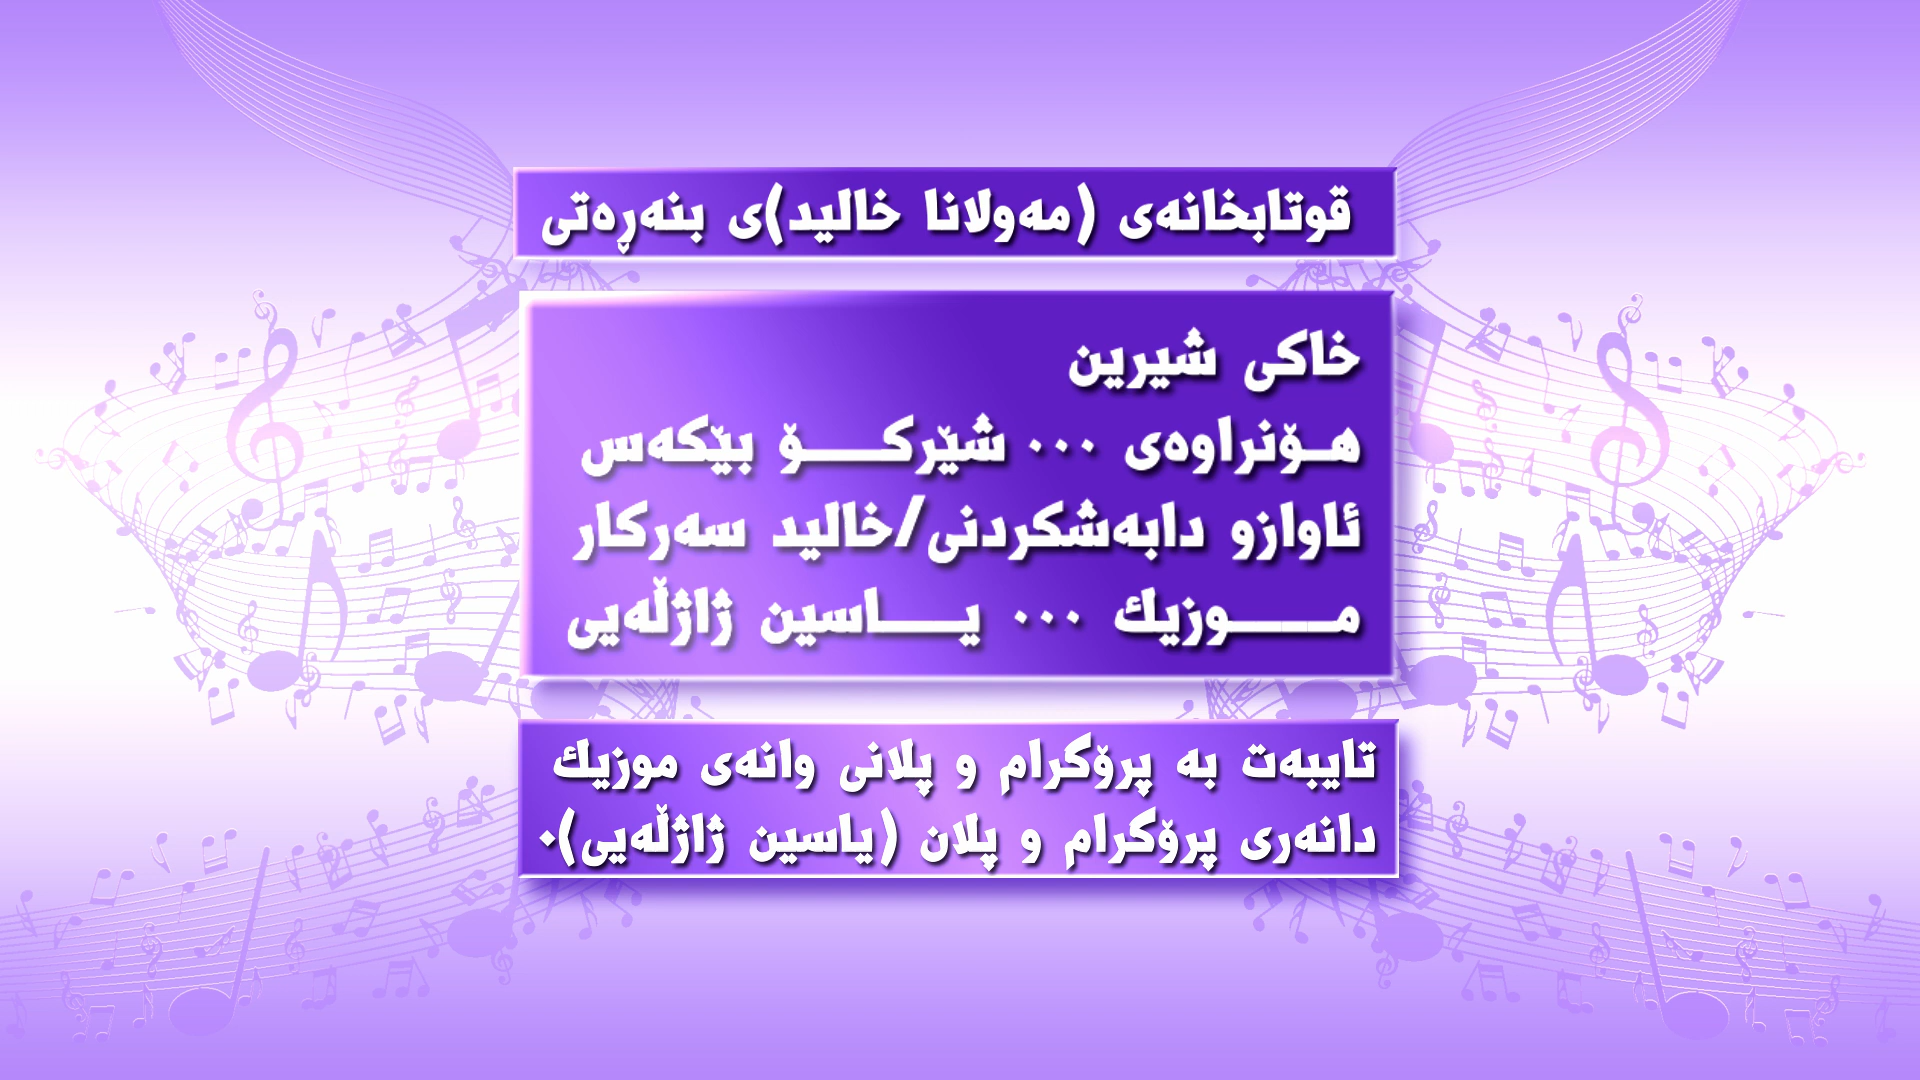 قوتابخانەی (مەولانا خالید)ی بنەڕەتی
خاکی شیرین
هـۆنراوەی ... شێرکـــۆ بێکەس
ئاوازو دابەشکردنی/خالید سەرکار
مــــوزیك ... یـــاسین ژاژڵەیی
تایبەت بە پرۆگرام و پلانی وانەی موزیك
دانەری پرۆگرام و پلان (یاسین ژاژڵەیی).